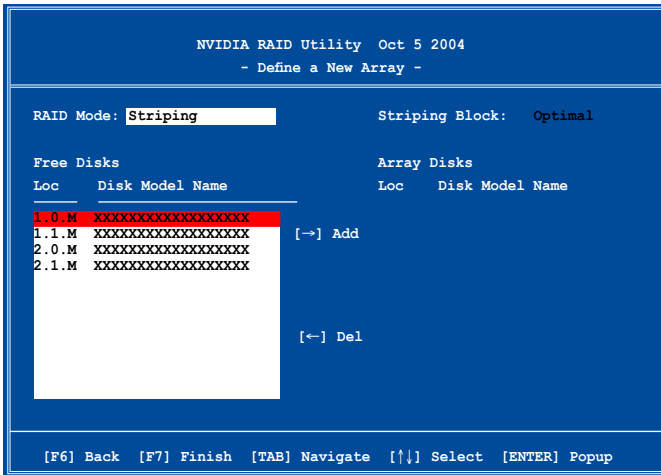 NVIDIA RAID Utility  Oct 5 2004
- Define a New Array -
RAID Mode: Striping  Striping Block:  Optimal
Free Disks  Array Disks
Loc  Disk Model Name  Loc  Disk Model Name
1.0.M  XXXXXXXXXXXXXXXXXX
1.1.M  XXXXXXXXXXXXXXXXXX  [→] Add
2.0.M  XXXXXXXXXXXXXXXXXX
2.1.M  XXXXXXXXXXXXXXXXXX
[←] Del
[F6] Back  [F7] Finish  [TAB] Navigate  [↑↓] Select  [ENTER] Popup